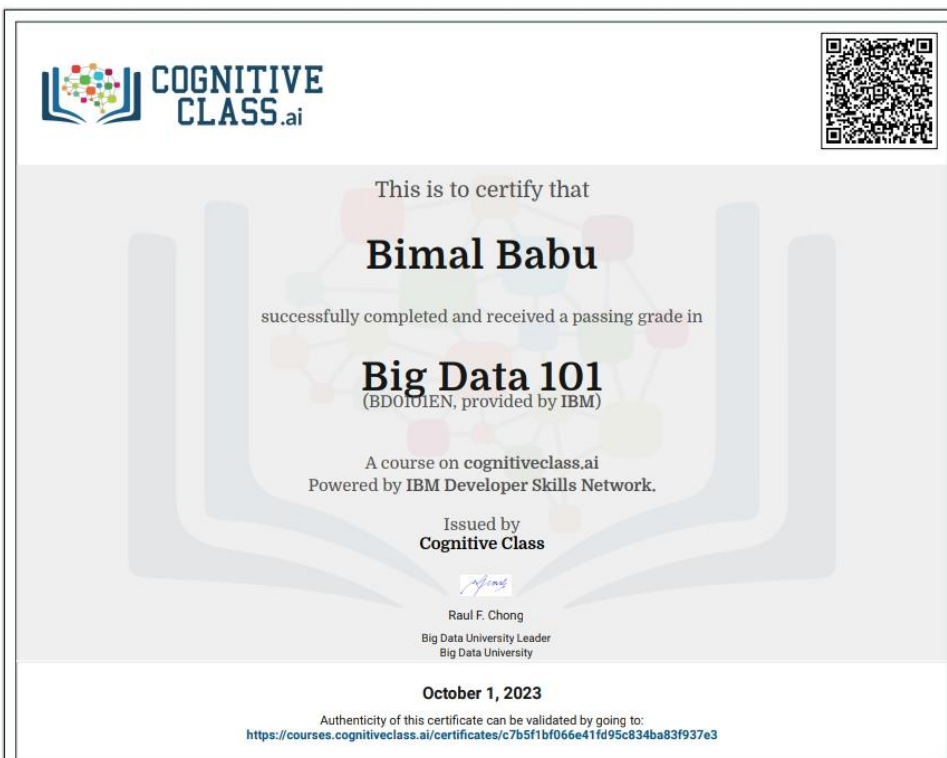 COGNITIVE
CLASS.ai
This is to certify that
Bimal Babu
successfully completed and received a passing grade in
Big Data 101
(BD0101EN, provided by IBM)
A course on cognitiveclass.ai
Powered by IBM Developer Skills Network.
Issued by
Cognitive Class
Raul F. Chong
Big Data University Leader
Big Data University
October 1, 2023
Authenticity of this certificate can be validated by going to:
https://courses.cognitiveclass.ai/certificates/c7b5f1bf066e41fd95c834ba83f937e3